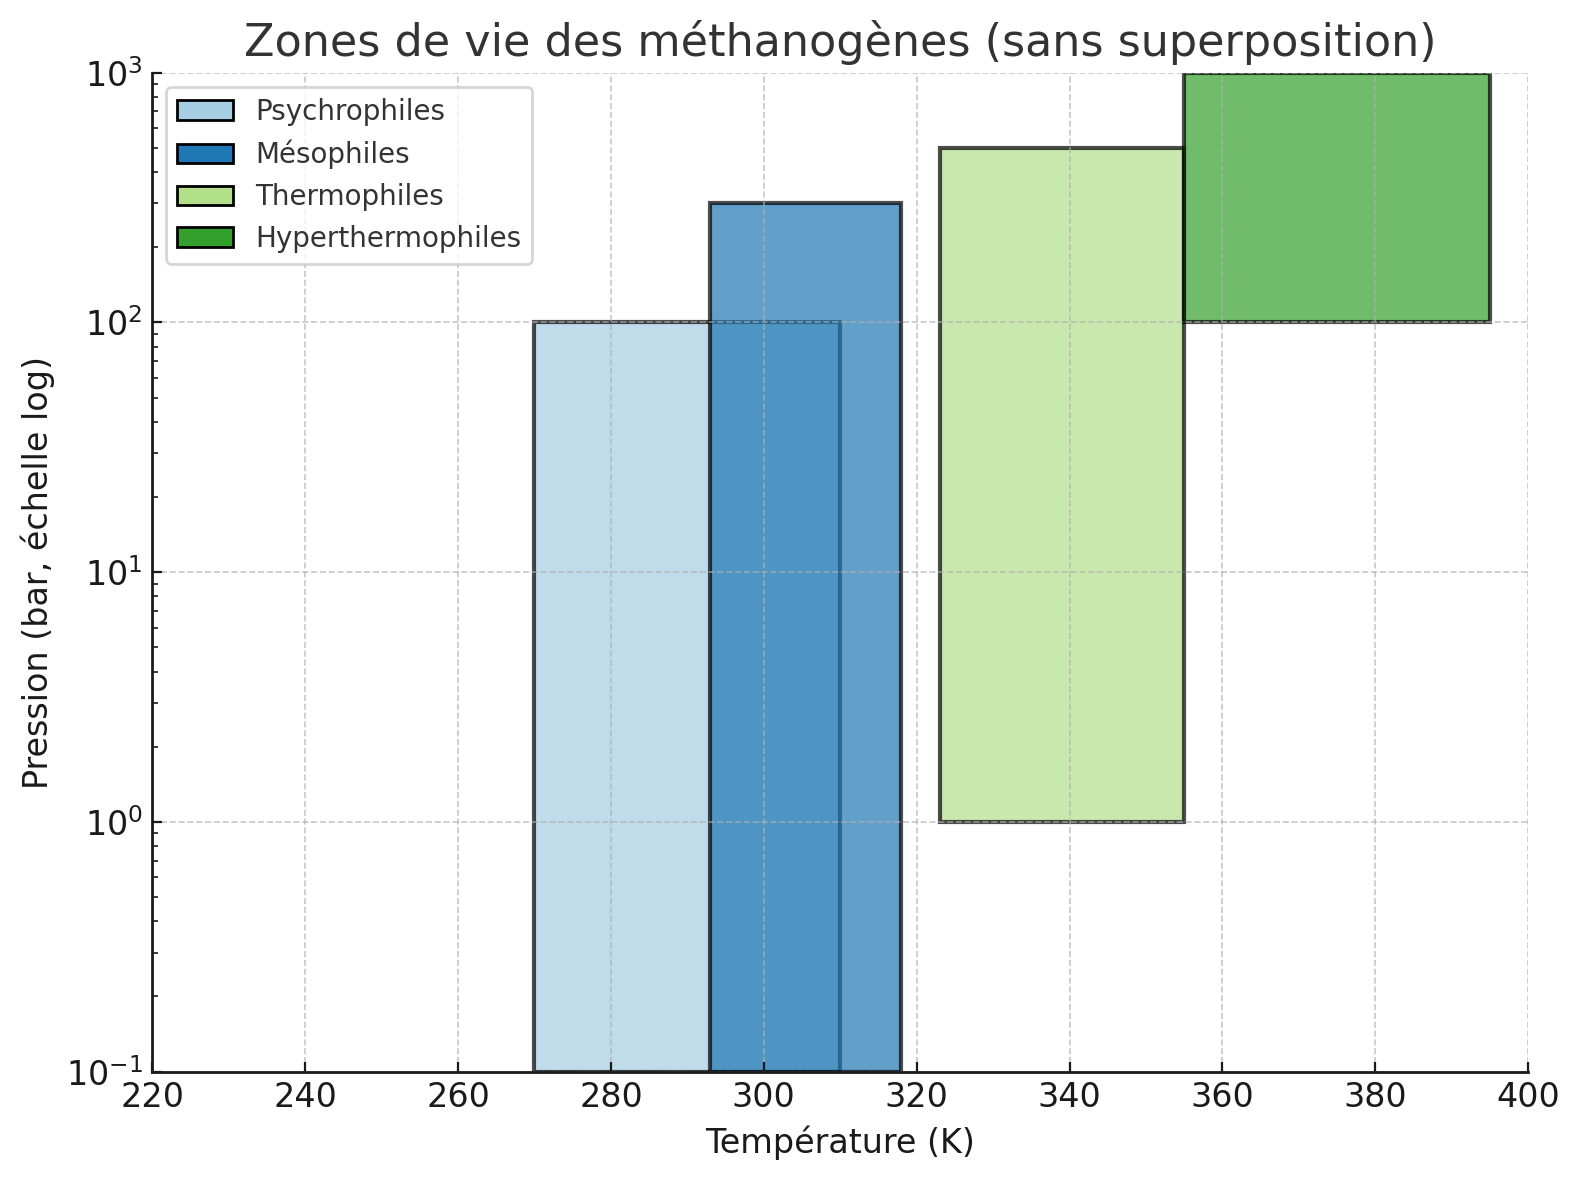 Zones de vie des méthanogènes (sans superposition)
Psychrophiles
Mésophiles
Thermophiles
Hyperthermophiles
Pression (bar, échelle log)
10³
10²
10¹
10⁰
10⁻¹
220 240 260 280 300 320 340 360 380 400
Température (K)